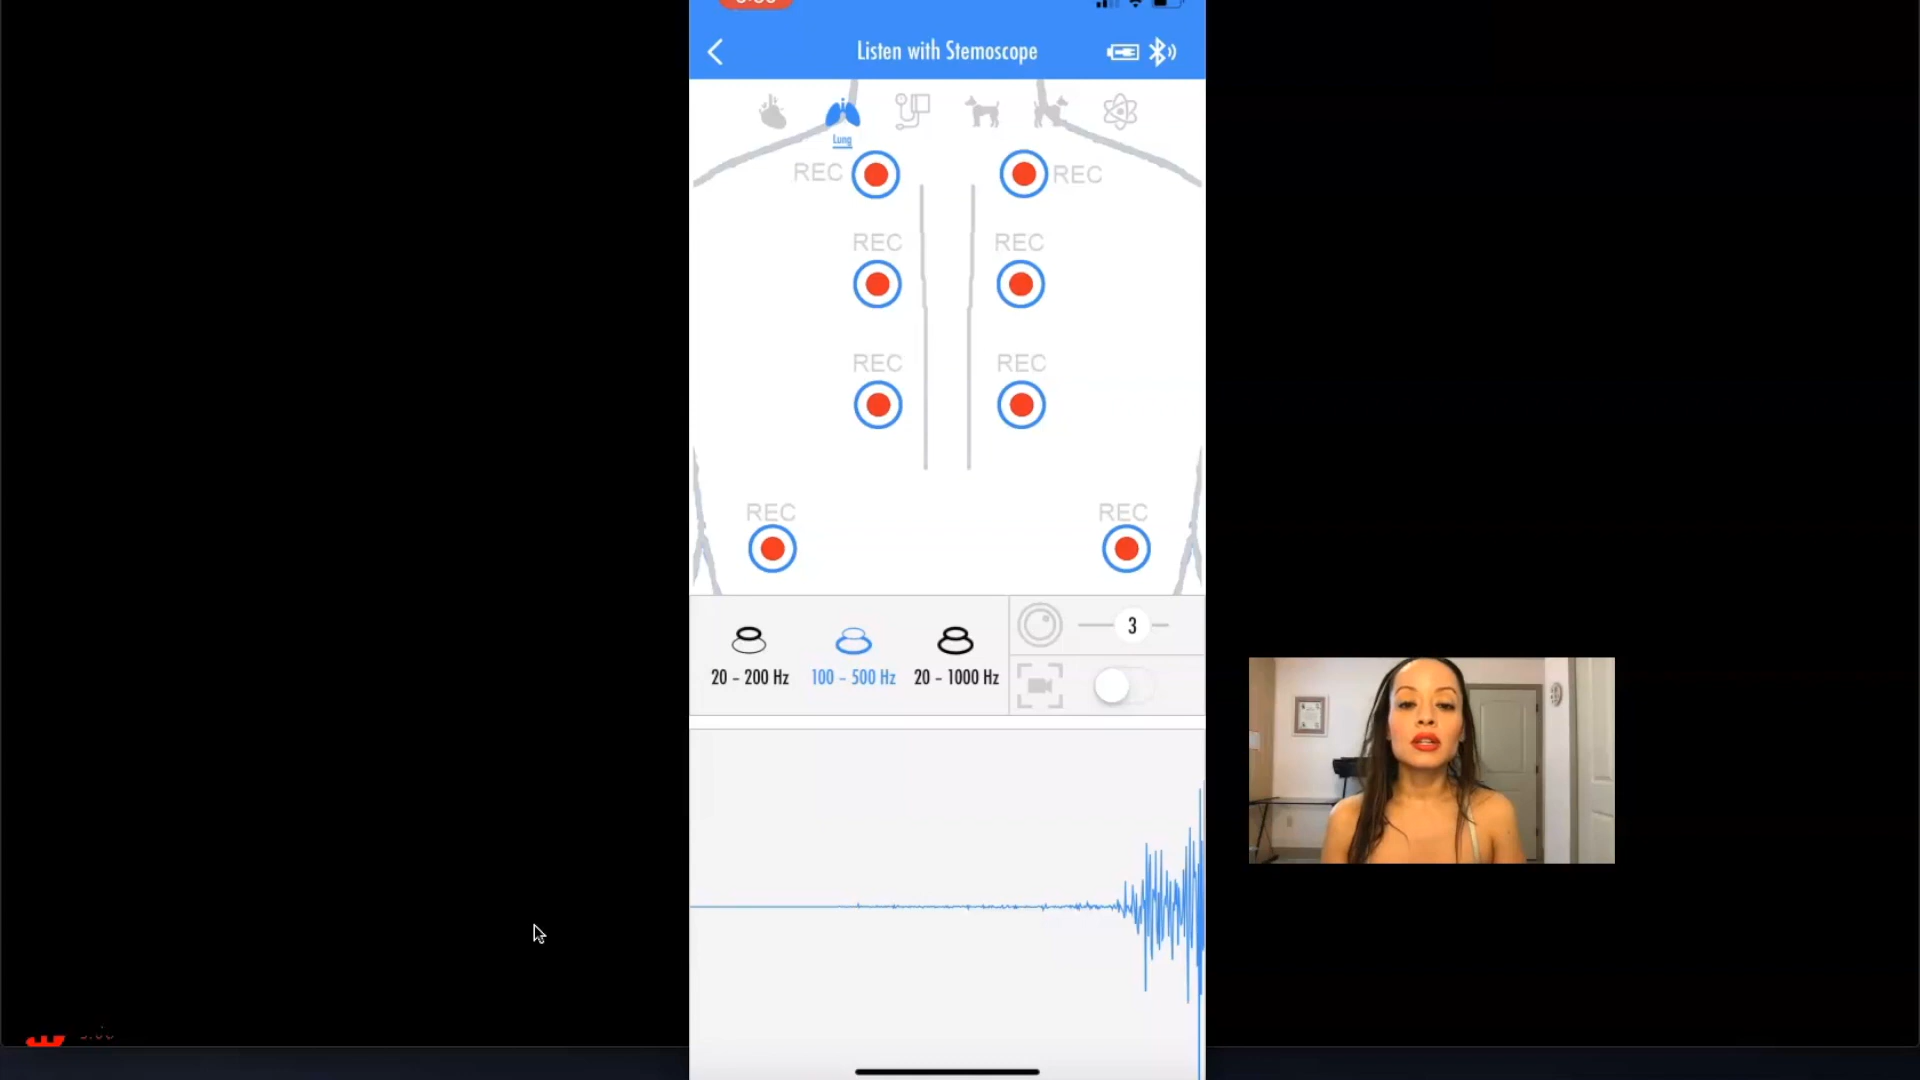 Listen with Stemoscope
Lung
REC REC
REC REC
REC REC
REC REC
3
20 - 200 Hz 100 - 500 Hz 20 - 1000 Hz